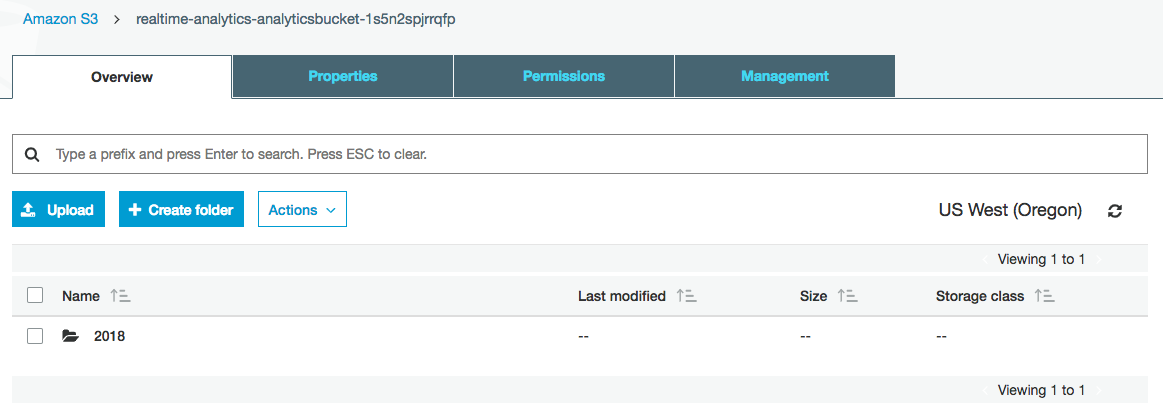 Amazon S3 > realtime-analytics-analyticsbucket-1s5n2spjrrqfp
Overview Properties Permissions Management
Type a prefix and press Enter to search. Press ESC to clear.
Upload + Create folder Actions US West (Oregon)
Viewing 1 to 1
Name Last modified Size Storage class
2018 -- -- --
Viewing 1 to 1